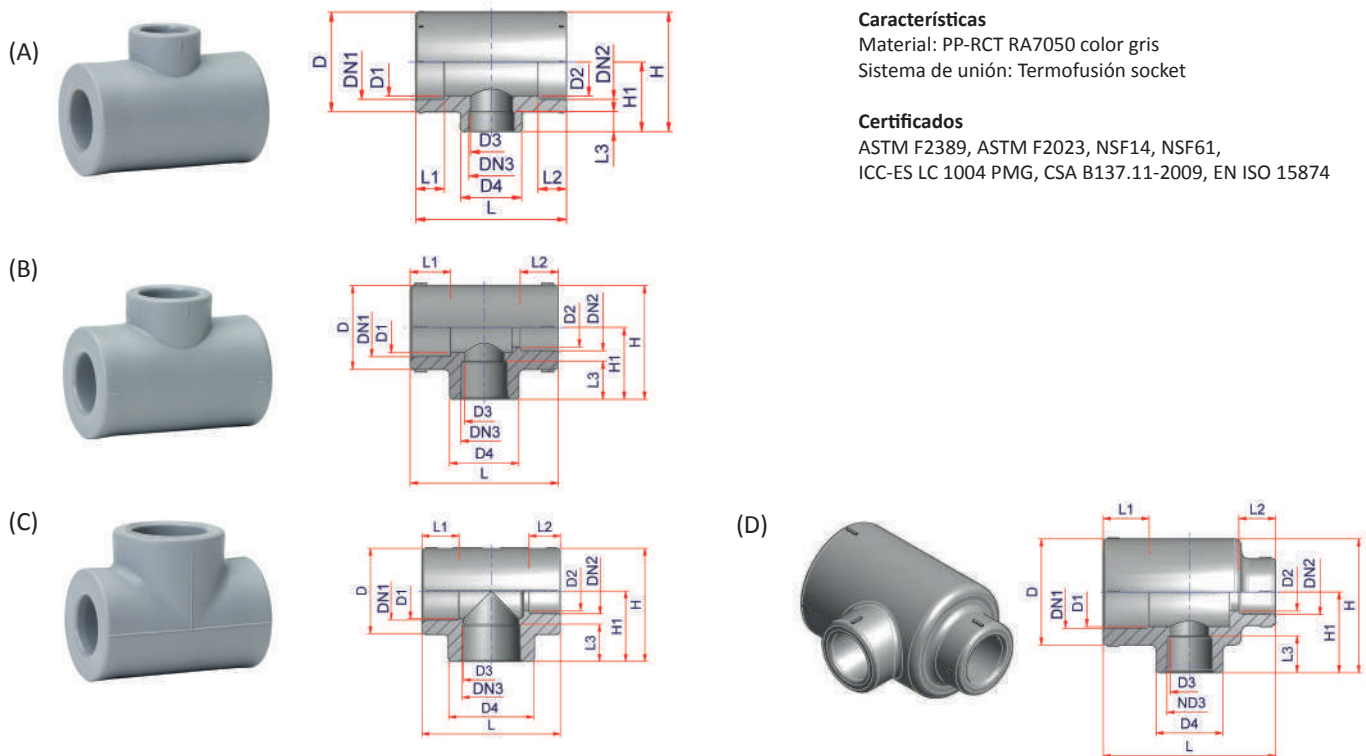 Características
Material: PP-RCT RA7050 color gris
Sistema de unión: Termofusión socket
Certificados
ASTM F2389, ASTM F2023, NSF14, NSF61,
ICC-ES LC 1004 PMG, CSA B137.11-2009, EN ISO 15874
(A)
D
DN1
D1
D2
DN2
H1
H
L3
D3
DN3
L1
D4
L2
L
(B)
L1
L2
D
DN1
D1
D2
DN2
H1
H
L3
D3
DN3
D4
L
(C)
L1
L2
D
DN1
D1
D2
DN2
H1
H
L3
D3
DN3
D4
L
(D)
L1
L2
D
DN1
D1
D2
DN2
H1
H
L3
D3
ND3
D4
L